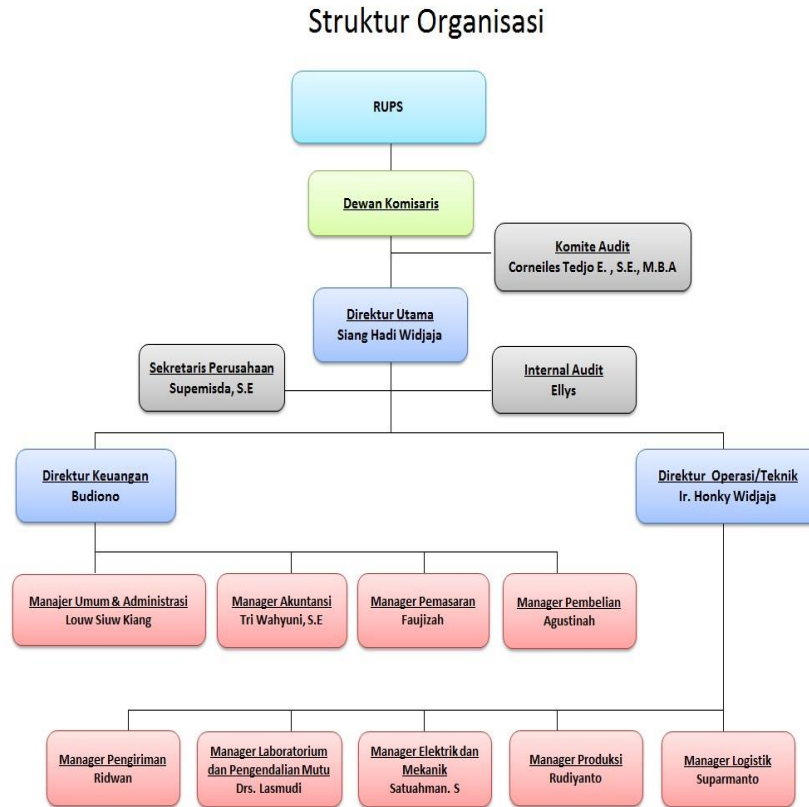 Struktur Organisasi
RUPS
Dewan Komisaris
Komite Audit
Corneiles Tedjo E. , S.E., M.B.A
Direktur Utama
Siang Hadi Widjaja
Sekretaris Perusahaan
Supemisda, S.E
Internal Audit
Ellys
Direktur Keuangan
Budiono
Direktur Operasi/Teknik
Ir. Honky Widjaja
Manajer Umum & Administrasi
Louw Siuw Kiang
Manager Akuntansi
Tri Wahyuni, S.E
Manager Pemasaran
Faujizah
Manager Pembelian
Agustinah
Manager Pengiriman
Ridwan
Manager Laboratorium
dan Pengendalian Mutu
Drs. Lasmudi
Manager Elektrik dan
Mekanik
Satuahman. S
Manager Produksi
Rudiyanto
Manager Logistik
Suparmanto